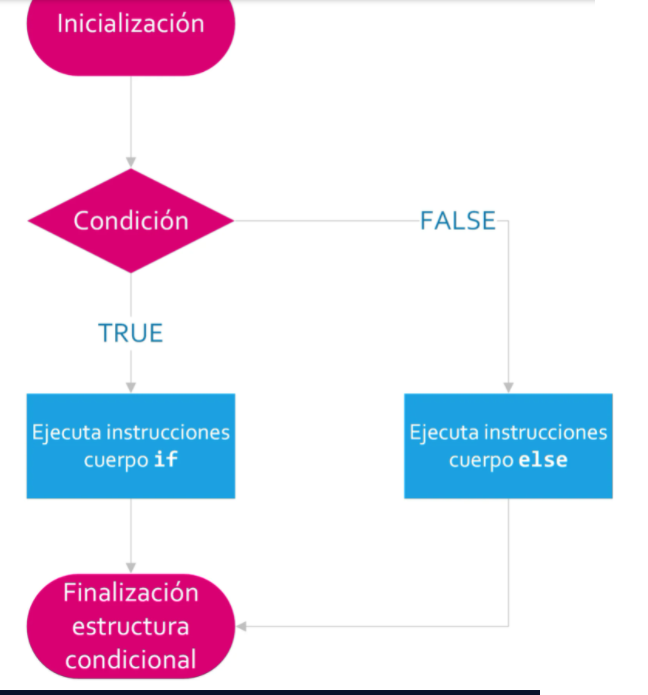 Inicialización
Condición
FALSE
TRUE
Ejecuta instrucciones
cuerpo if
Ejecuta instrucciones
cuerpo else
Finalización
estructura
condicional